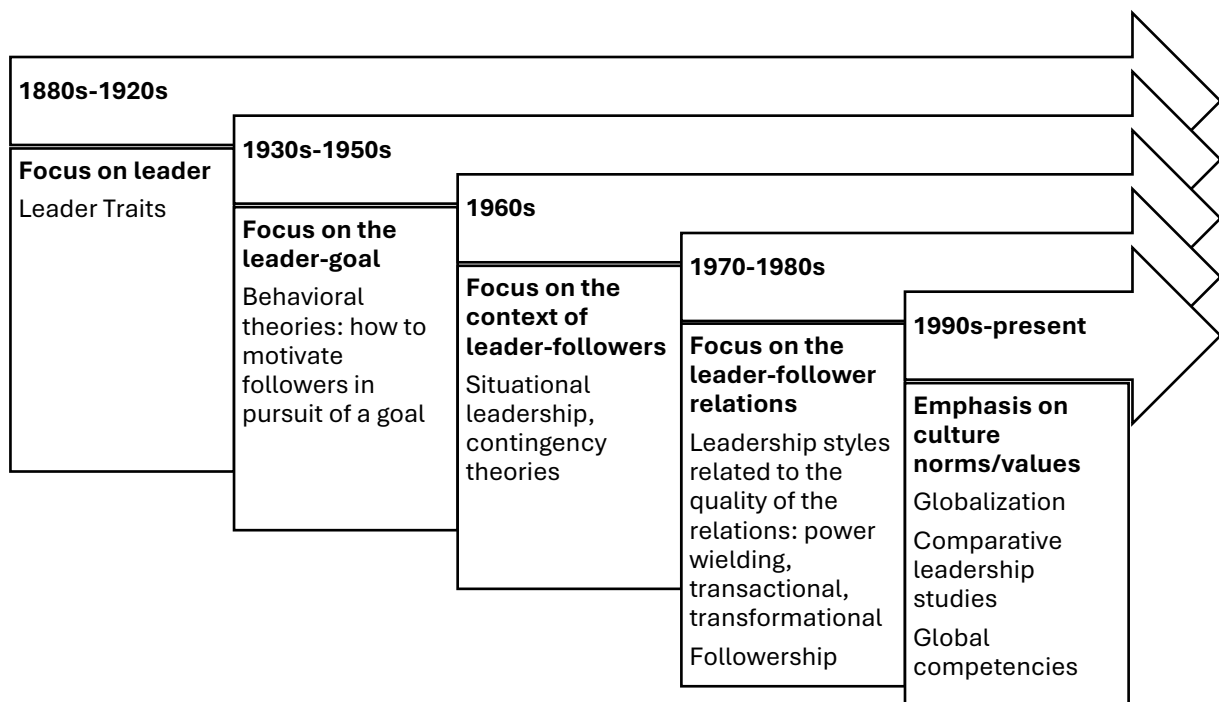 1880s-1920s
Focus on leader
Leader Traits
1930s-1950s
Focus on the
leader-goal
Behavioral
theories: how to
motivate
followers in
pursuit of a goal
1960s
Focus on the
context of
leader-followers
Situational
leadership,
contingency
theories
1970-1980s
Focus on the
leader-follower
relations
Leadership styles
related to the
quality of the
relations: power
wielding,
transactional,
transformational
Followership
1990s-present
Emphasis on
culture
norms/values
Globalization
Comparative
leadership
studies
Global
competencies